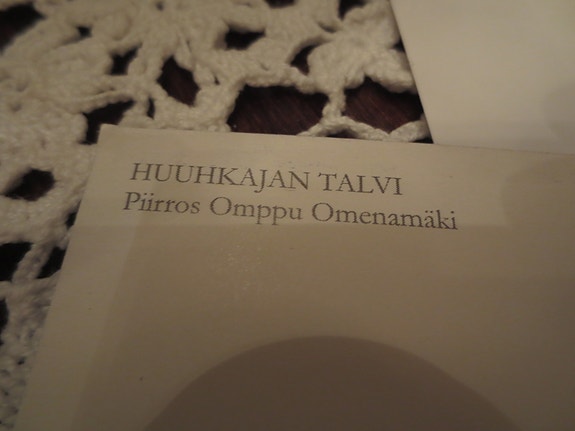 HUUHKAJAN TALVI
Piirros Omppu Omenamäki